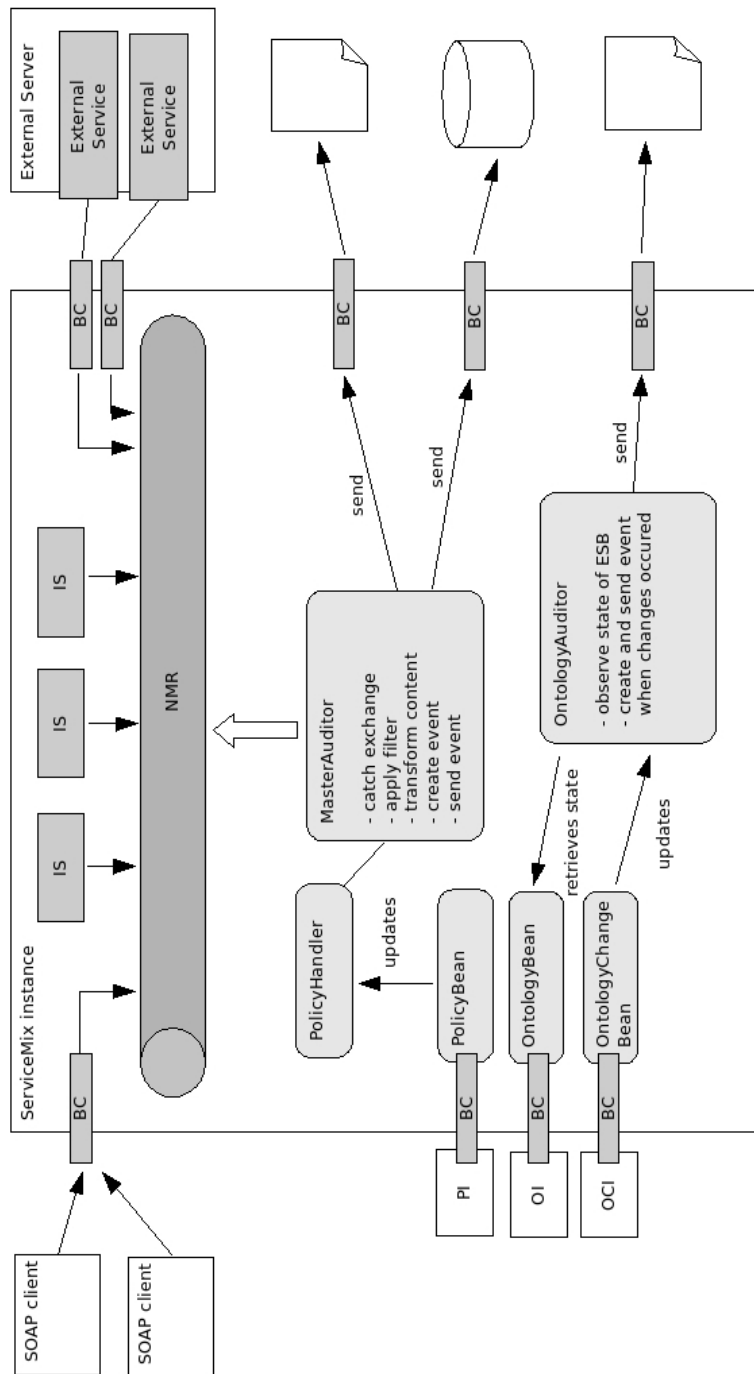 SOAP client
SOAP client
ServiceMix instance
BC
IS
IS
IS
BC
BC
External Server
External
Service
External
Service
NMR
PolicyHandler
updates
MasterAuditor
- catch exchange
- apply filter
- transform content
- create event
- send event
send
send
BC
BC
PI
BC
PolicyBean
OI
BC
OntologyBean
OCI
BC
OntologyChange
Bean
retrieves state
updates
OntologyAuditor
- observe state of ESB
- create and send event
when changes occured
send
BC